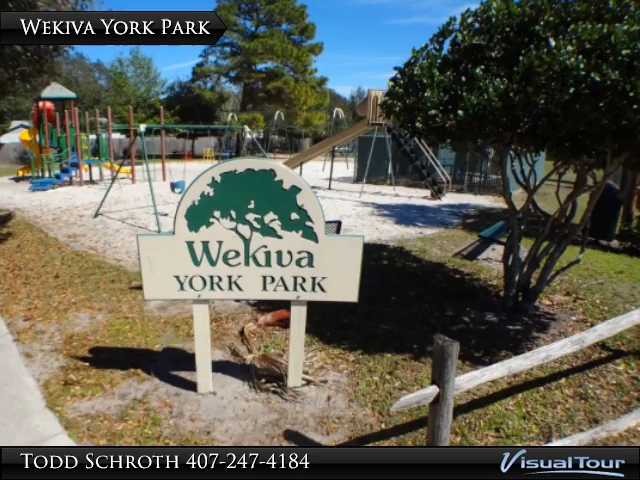 Wekiva York Park
Wekiva
YORK PARK
Todd Schroth 407-247-4184
VisualTour